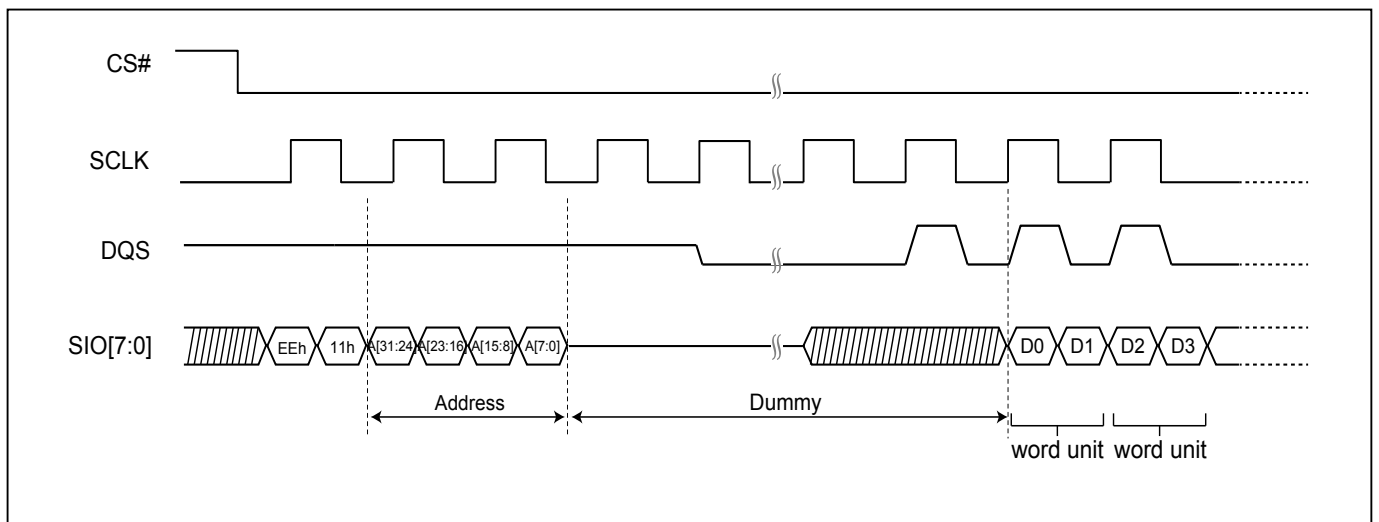 CS#
SCLK
DQS
SIO[7:0]
EEh 11h A[31:24] A[23:16] A[15:8] A[7:0] D0 D1 D2 D3
Address Dummy
word unit word unit